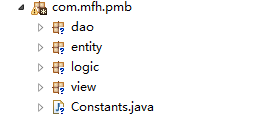 com.mfh.pmb
dao
entity
logic
view
Constants.java